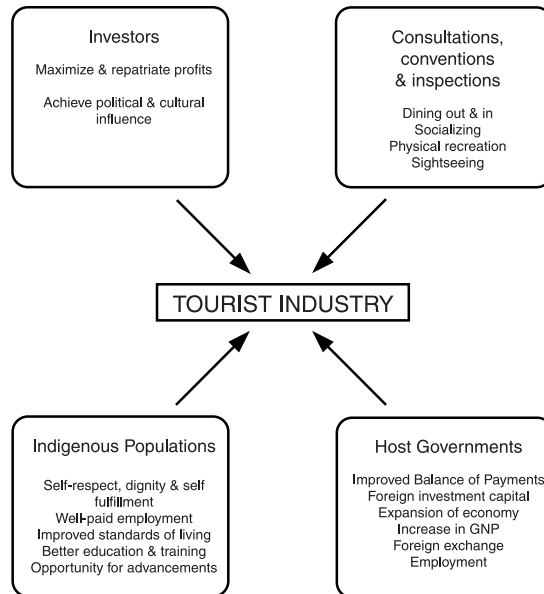 Investors
Maximize & repatriate profits
Achieve political & cultural
influence
Consultations,
conventions
& inspections
Dining out & in
Socializing
Physical recreation
Sightseeing
TOURIST INDUSTRY
Indigenous Populations
Self-respect, dignity & self
fulfillment
Well-paid employment
Improved standards of living
Better education & training
Opportunity for advancements
Host Governments
Improved Balance of Payments
Foreign investment capital
Expansion of economy
Increase in GNP
Foreign exchange
Employment